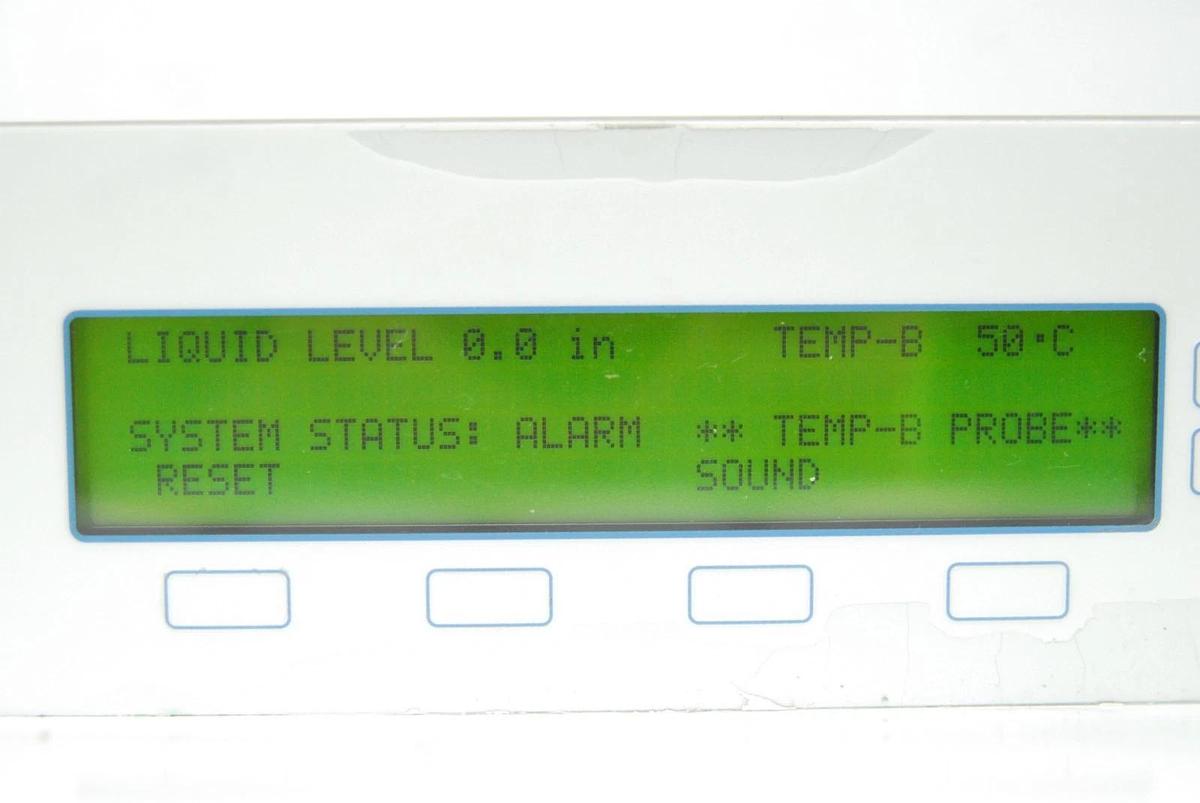 LIQUID LEVEL 0.0 in TEMP-B 50·C
SYSTEM STATUS: ALARM ** TEMP-B PROBE**
RESET SOUND